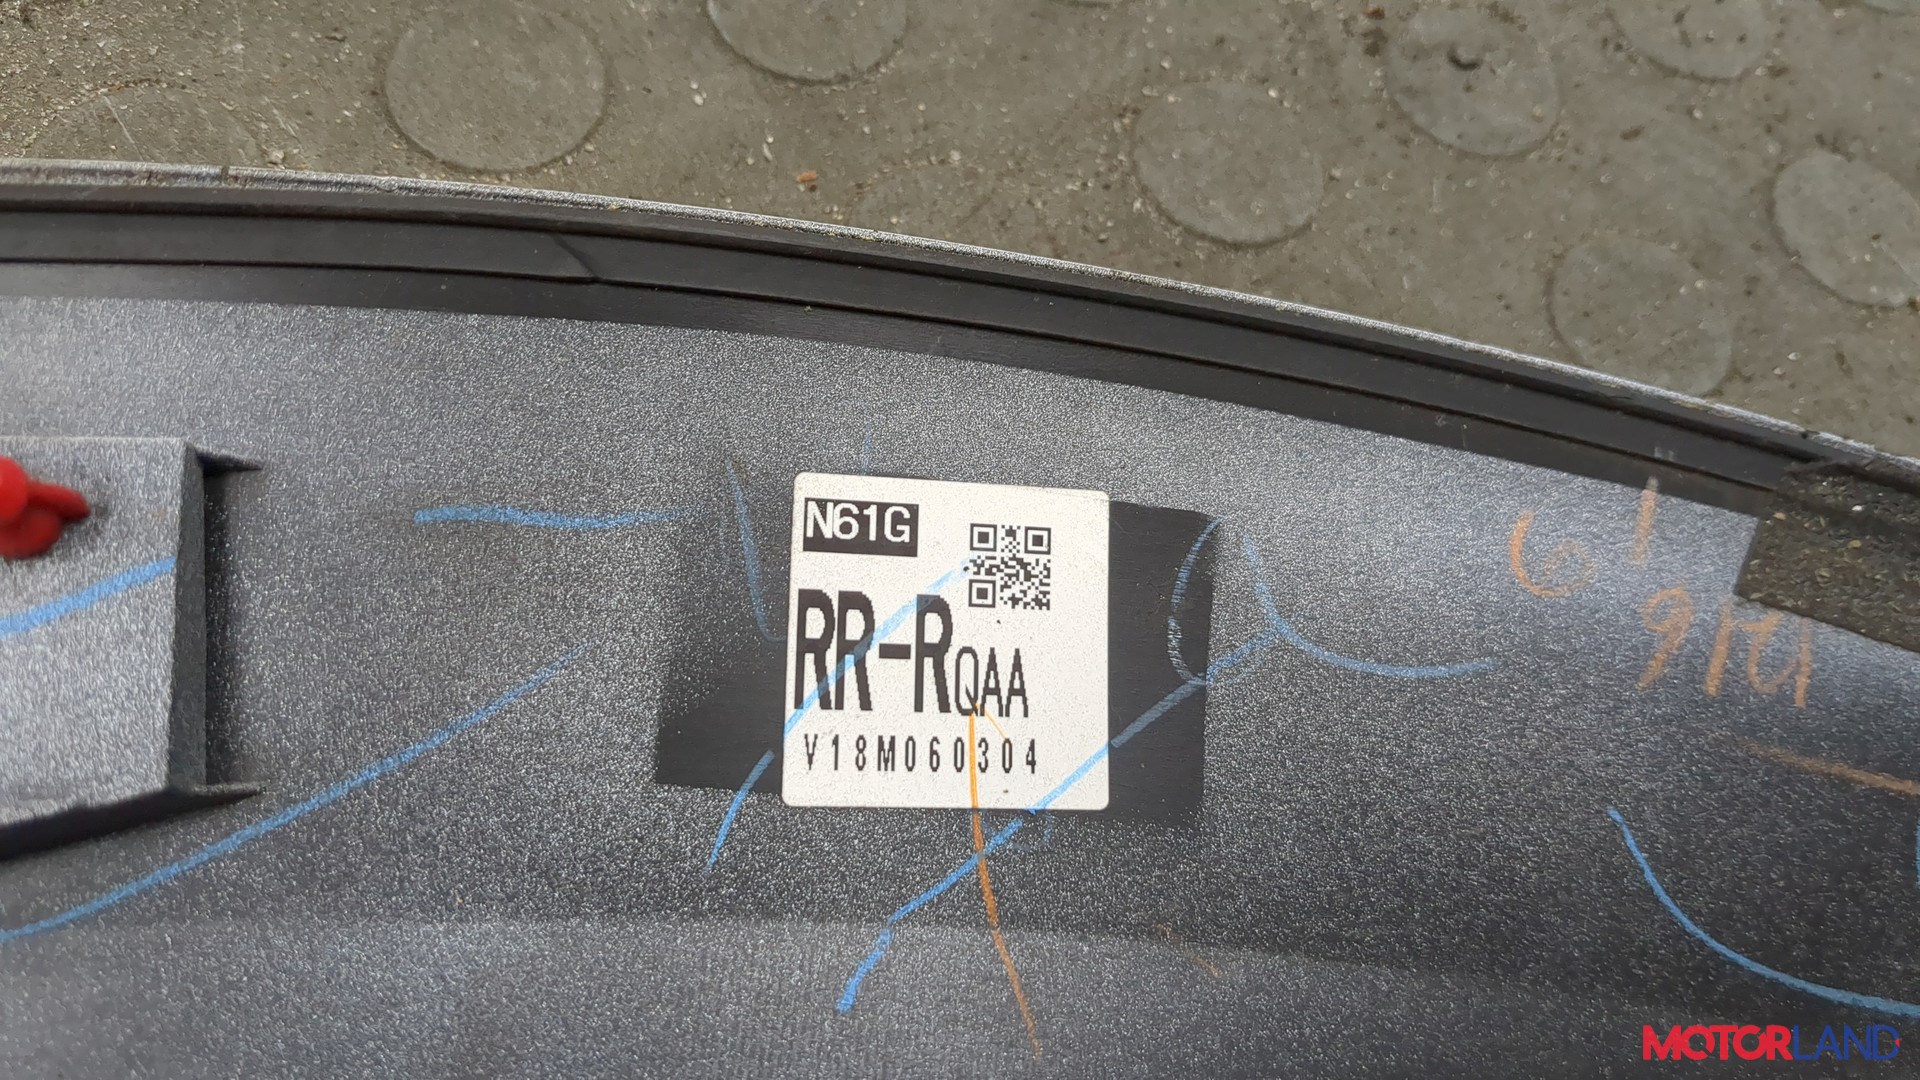 N61G
RR-RQAA
V18M060304
MOTORLAND